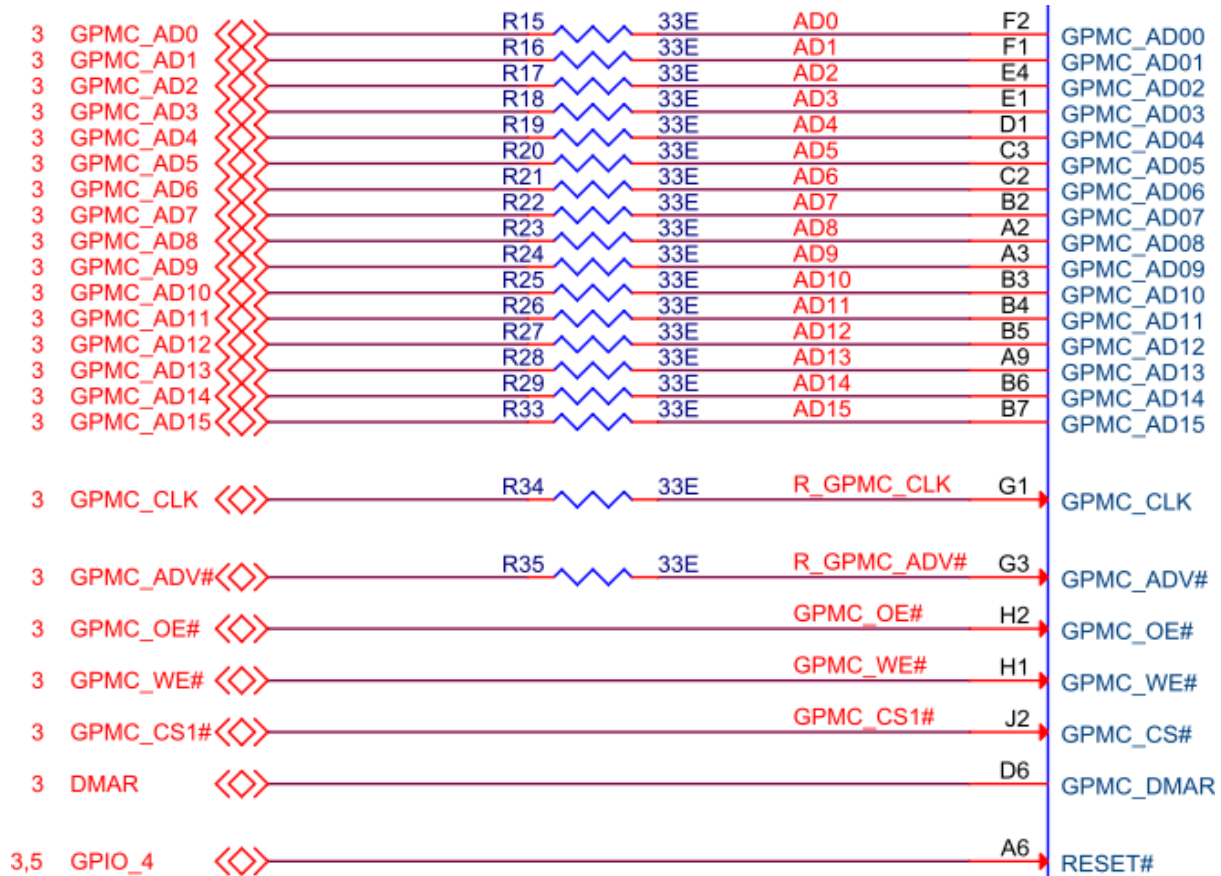 3 GPMC_AD0 R15 33E AD0 F2 GPMC_AD00
3 GPMC_AD1 R16 33E AD1 F1 GPMC_AD01
3 GPMC_AD2 R17 33E AD2 E4 GPMC_AD02
3 GPMC_AD3 R18 33E AD3 E1 GPMC_AD03
3 GPMC_AD4 R19 33E AD4 D1 GPMC_AD04
3 GPMC_AD5 R20 33E AD5 C3 GPMC_AD05
3 GPMC_AD6 R21 33E AD6 C2 GPMC_AD06
3 GPMC_AD7 R22 33E AD7 B2 GPMC_AD07
3 GPMC_AD8 R23 33E AD8 A2 GPMC_AD08
3 GPMC_AD9 R24 33E AD9 A3 GPMC_AD09
3 GPMC_AD10 R25 33E AD10 B3 GPMC_AD10
3 GPMC_AD11 R26 33E AD11 B4 GPMC_AD11
3 GPMC_AD12 R27 33E AD12 B5 GPMC_AD12
3 GPMC_AD13 R28 33E AD13 A9 GPMC_AD13
3 GPMC_AD14 R29 33E AD14 B6 GPMC_AD14
3 GPMC_AD15 R33 33E AD15 B7 GPMC_AD15
3 GPMC_CLK R34 33E R_GPMC_CLK G1 GPMC_CLK
3 GPMC_ADV# R35 33E R_GPMC_ADV# G3 GPMC_ADV#
3 GPMC_OE# GPMC_OE# H2 GPMC_OE#
3 GPMC_WE# GPMC_WE# H1 GPMC_WE#
3 GPMC_CS1# GPMC_CS1# J2 GPMC_CS#
3 DMAR D6 GPMC_DMAR
3,5 GPIO_4 A6 RESET#